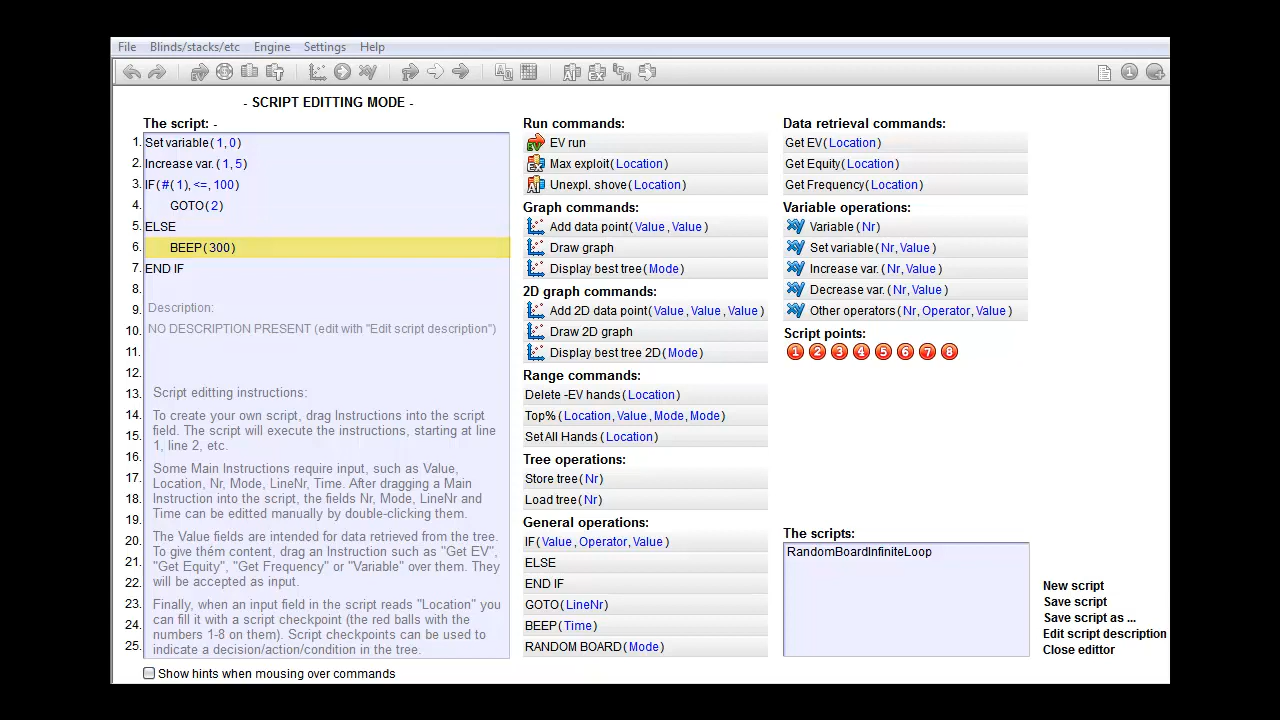 File Blinds/stacks/etc Engine Settings Help
- SCRIPT EDITTING MODE -
The script: -
1. Set variable ( 1 , 0 )
2. Increase var. ( 1 , 5 )
3. IF ( #( 1) , <= , 100 )
4. GOTO ( 2 )
5. ELSE
6. BEEP ( 300 )
7. END IF
8.
9. Description:
10. NO DESCRIPTION PRESENT (edit with "Edit script description")
11.
12.
13. Script editing instructions:
14. To create your own script, drag Instructions into the script
field. The script will execute the instructions, starting at line
15.
1, line 2, etc.
16.
Some Main Instructions require input, such as Value,
17. Location, Nr, Mode, LineNr, Time. After dragging a Main
18. Instruction into the script, the fields Nr, Mode, LineNr and
Time can be editted manually by double-clicking them.
19.
20. The Value fields are intended for data retrieved from the tree.
To give thém content, drag an Instruction such as "Get EV",
21. "Get Equity", "Get Frequency" or "Variable" over them. They
22. will be accepted as input.
23. Finally, when an input field in the script reads "Location" you
24. can fill it with a script checkpoint (the red balls with the
numbers 1-8 on them). Script checkpoints can be used to
25. indicate a decision/action/condition in the tree.
Show hints when mousing over commands
Run commands:
EV run
Max exploit ( Location )
Unexpl. shove ( Location )
Graph commands:
Add data point ( Value , Value )
Draw graph
Display best tree ( Mode )
2D graph commands:
Add 2D data point ( Value , Value , Value )
Draw 2D graph
Display best tree 2D ( Mode )
Range commands:
Delete -EV hands ( Location )
Top% ( Location , Value , Mode , Mode )
Set All Hands ( Location )
Tree operations:
Store tree ( Nr )
Load tree ( Nr )
General operations:
IF ( Value , Operator , Value )
ELSE
END IF
GOTO ( LineNr )
BEEP ( Time )
RANDOM BOARD ( Mode )
Data retrieval commands:
Get EV ( Location )
Get Equity ( Location )
Get Frequency ( Location )
Variable operations:
Variable ( Nr )
Set variable ( Nr , Value )
Increase var. ( Nr , Value )
Decrease var. ( Nr , Value )
Other operators ( Nr , Operator , Value )
Script points:
1 2 3 4 5 6 7 8
The scripts:
RandomBoardInfiniteLoop
New script
Save script
Save script as ...
Edit script description
Close edittor